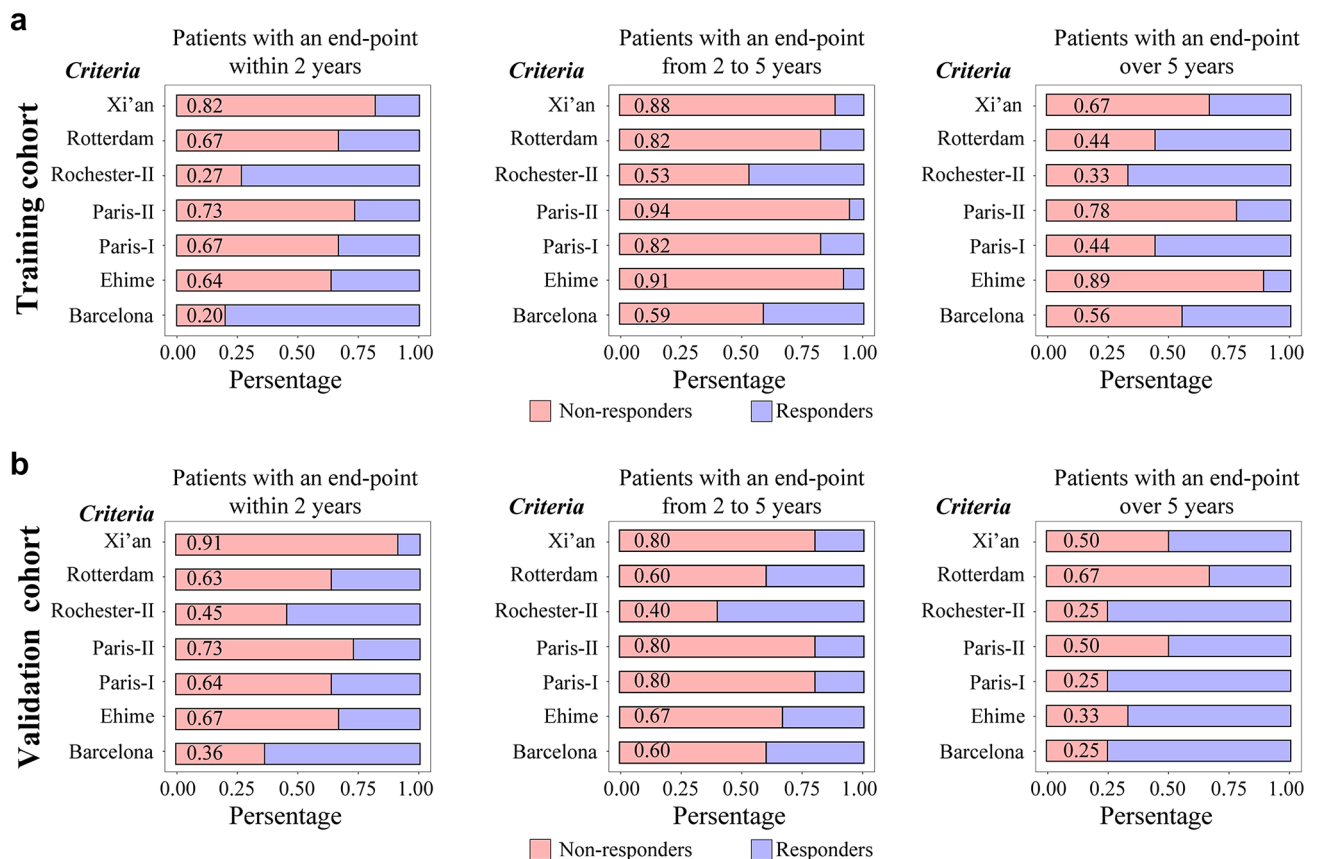 a
Training cohort
Patients with an end-point
within 2 years
Criteria
Xi’an 0.82
Rotterdam 0.67
Rochester-II 0.27
Paris-II 0.73
Paris-I 0.67
Ehime 0.64
Barcelona 0.20
0.00 0.25 0.50 0.75 1.00
Persentage
Patients with an end-point
from 2 to 5 years
Criteria
Xi’an 0.88
Rotterdam 0.82
Rochester-II 0.53
Paris-II 0.94
Paris-I 0.82
Ehime 0.91
Barcelona 0.59
0.00 0.25 0.50 0.75 1.00
Persentage
Patients with an end-point
over 5 years
Criteria
Xi’an 0.67
Rotterdam 0.44
Rochester-II 0.33
Paris-II 0.78
Paris-I 0.44
Ehime 0.89
Barcelona 0.56
0.00 0.25 0.50 0.75 1.00
Persentage
Non-responders Responders
b
Validation cohort
Patients with an end-point
within 2 years
Criteria
Xi’an 0.91
Rotterdam 0.63
Rochester-II 0.45
Paris-II 0.73
Paris-I 0.64
Ehime 0.67
Barcelona 0.36
0.00 0.25 0.50 0.75 1.00
Persentage
Patients with an end-point
from 2 to 5 years
Criteria
Xi’an 0.80
Rotterdam 0.60
Rochester-II 0.40
Paris-II 0.80
Paris-I 0.80
Ehime 0.67
Barcelona 0.60
0.00 0.25 0.50 0.75 1.00
Persentage
Patients with an end-point
over 5 years
Criteria
Xi’an 0.50
Rotterdam 0.67
Rochester-II 0.25
Paris-II 0.50
Paris-I 0.25
Ehime 0.33
Barcelona 0.25
0.00 0.25 0.50 0.75 1.00
Persentage
Non-responders Responders